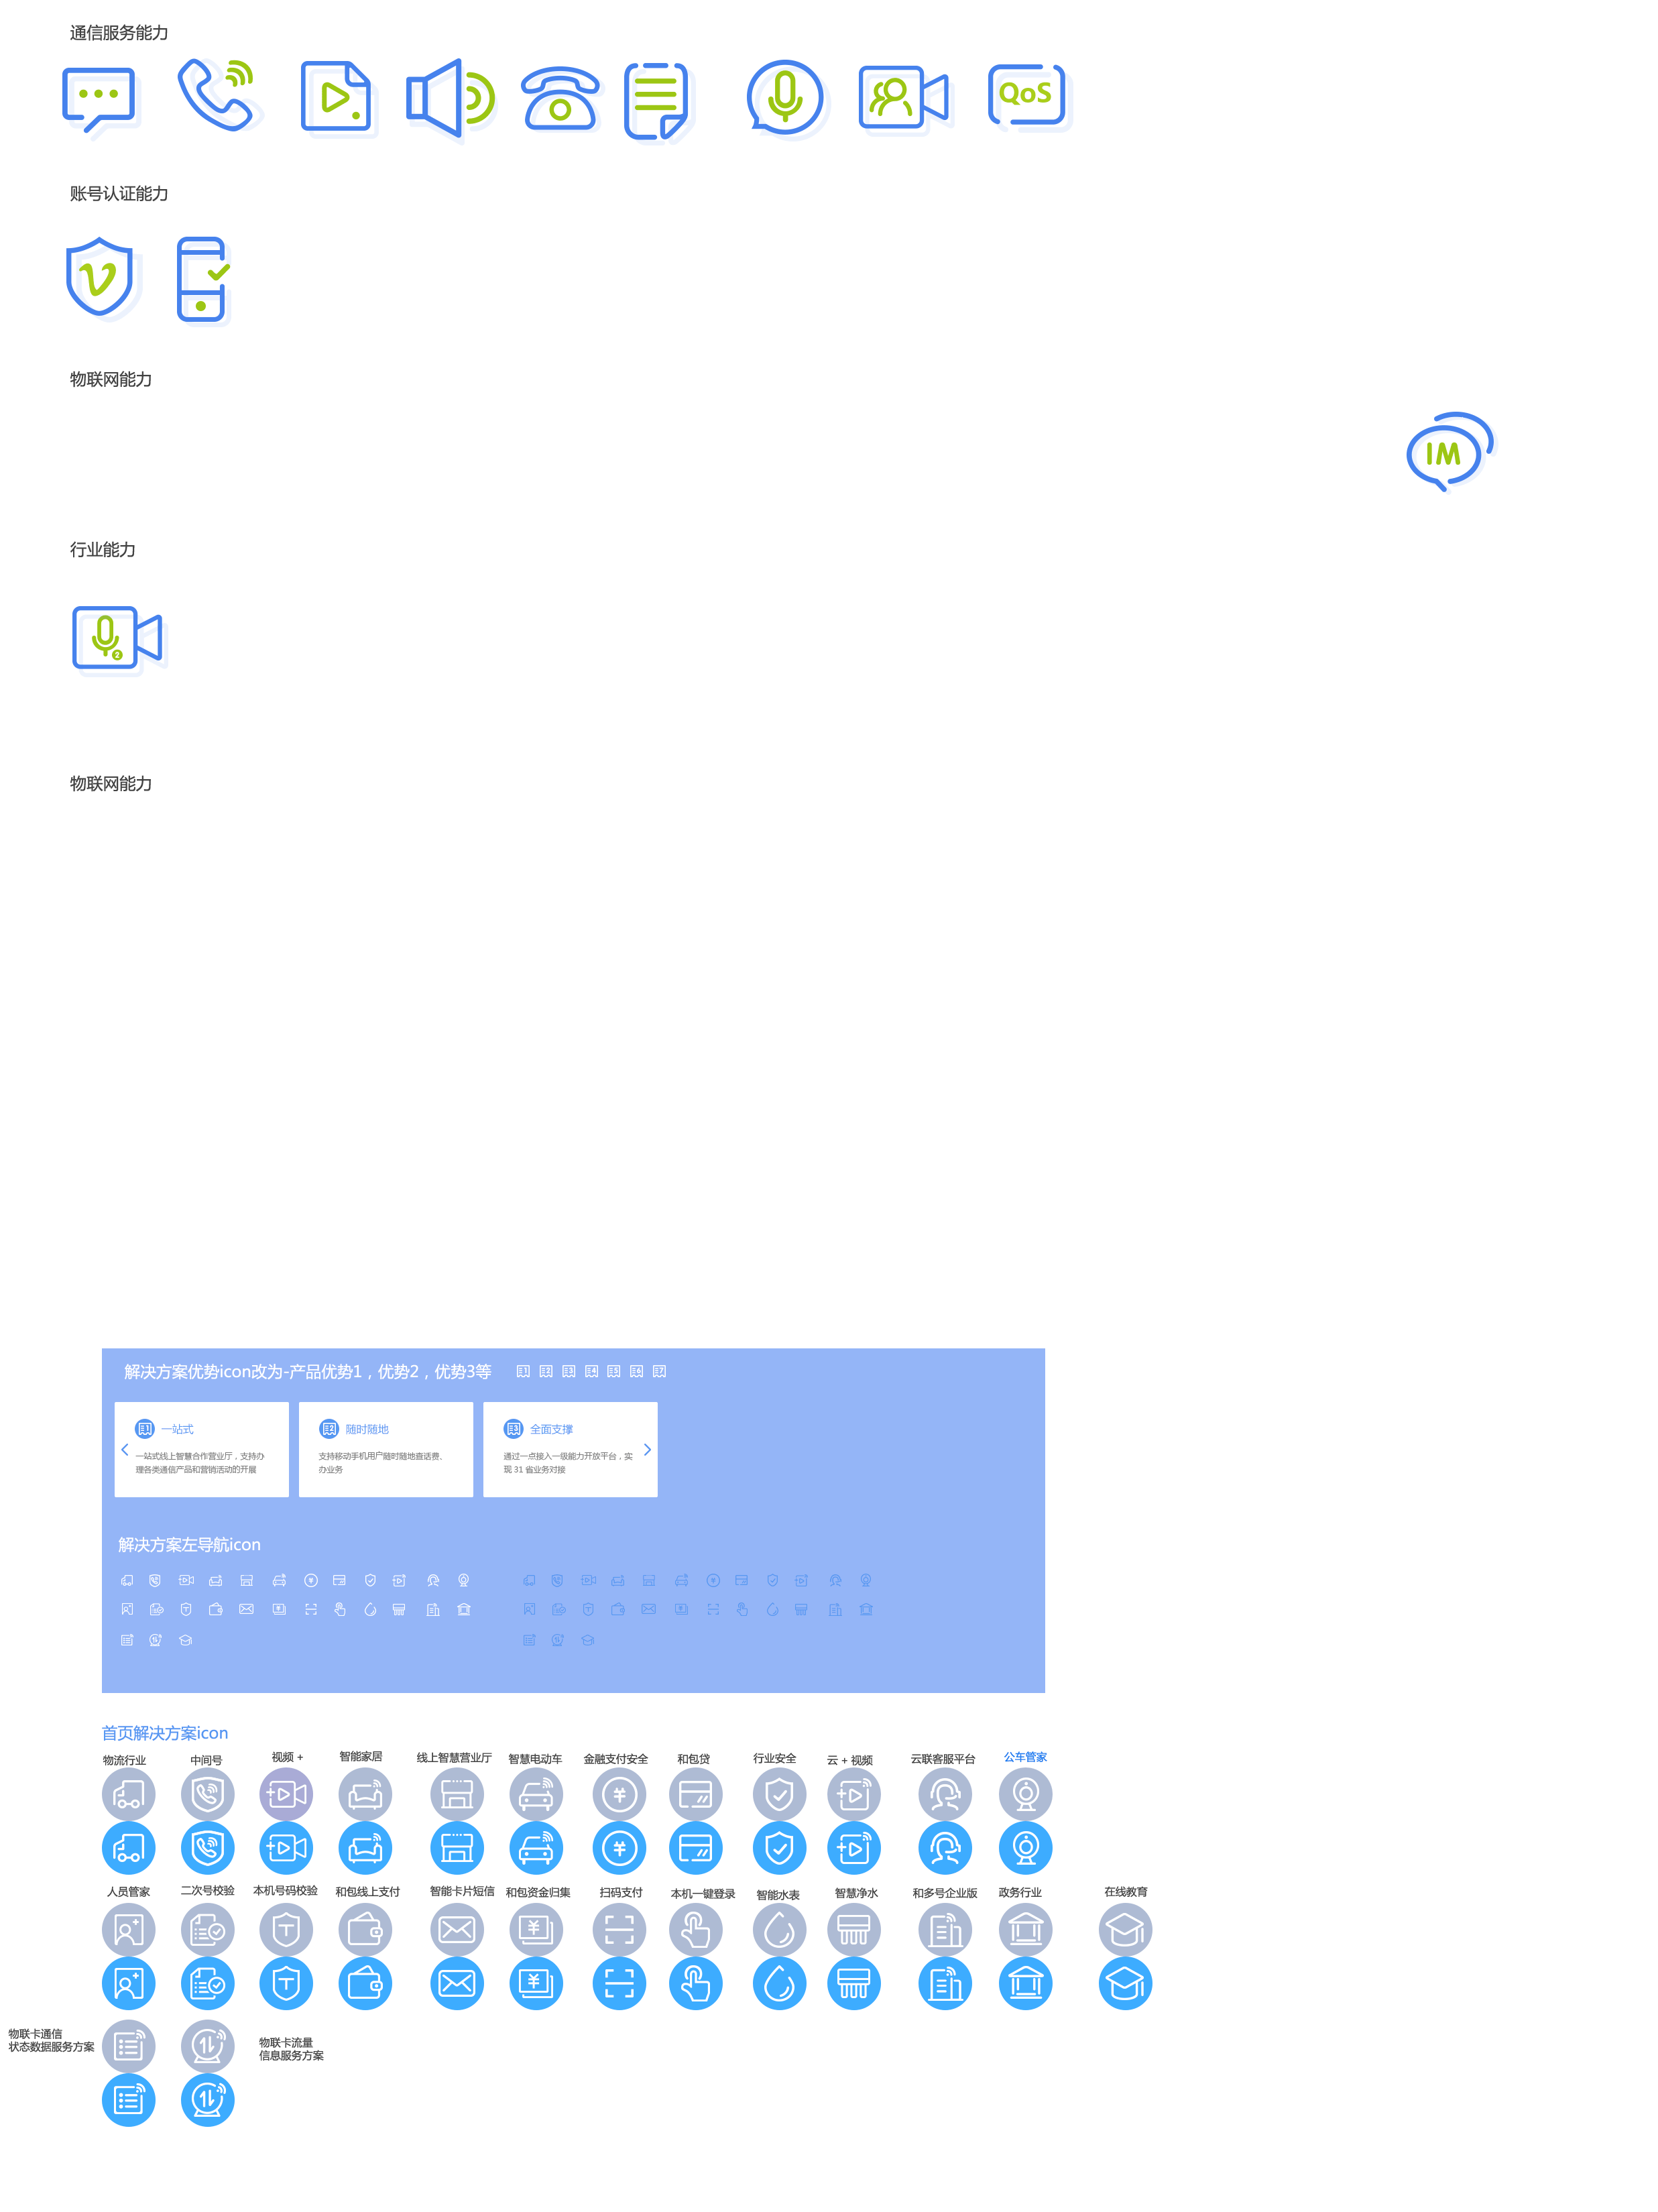 通信服务能力
QoS
账号认证能力
V
物联网能力
IM
行业能力
2
物联网能力
解决方案优势icon改为-产品优势1，优势2，优势3等
1 2 3 4 5 6 7
1 一站式
2 随时随地
3 全面支撑
一站式线上智慧合作营业厅，支持办
理各类通信产品和营销活动的开展
支持移动手机用户随时随地查话费、
办业务
通过一点接入一级能力开放平台，实
现 31 省业务对接
解决方案左导航icon
首页解决方案icon
物流行业 中间号 视频 + 智能家居 线上智慧营业厅 智慧电动车 金融支付安全 和包贷 行业安全 云 + 视频 云联客服平台 公车管家
人员管家 二次号校验 本机号码校验 和包线上支付 智能卡片短信 和包资金归集 扫码支付 本机一键登录 智能水表 智慧净水 和多号企业版 政务行业 在线教育
物联卡通信
状态数据服务方案
物联卡流量
信息服务方案